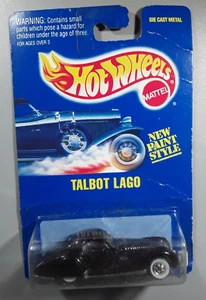 WARNING: Contains small
parts which pose a hazard for
children under the age of three.
FOR AGES OVER 3
DIE CAST METAL
Hot Wheels
MATTEL
NEW
PAINT
STYLE
TALBOT LAGO